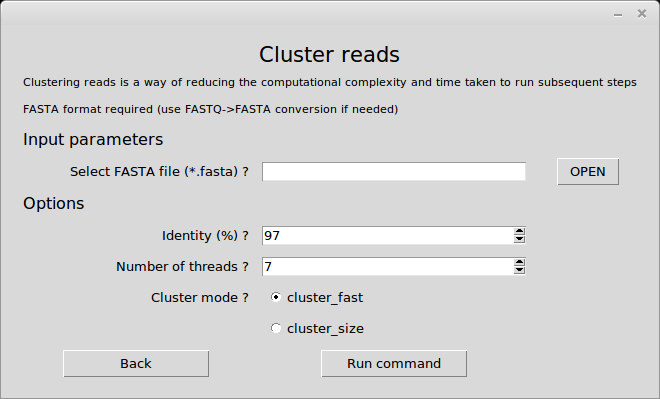 Cluster reads
Clustering reads is a way of reducing the computational complexity and time taken to run subsequent steps
FASTA format required (use FASTQ->FASTA conversion if needed)
Input parameters
Select FASTA file (*.fasta) ? OPEN
Options
Identity (%) ? 97
Number of threads ? 7
Cluster mode ? cluster_fast
cluster_size
Back Run command